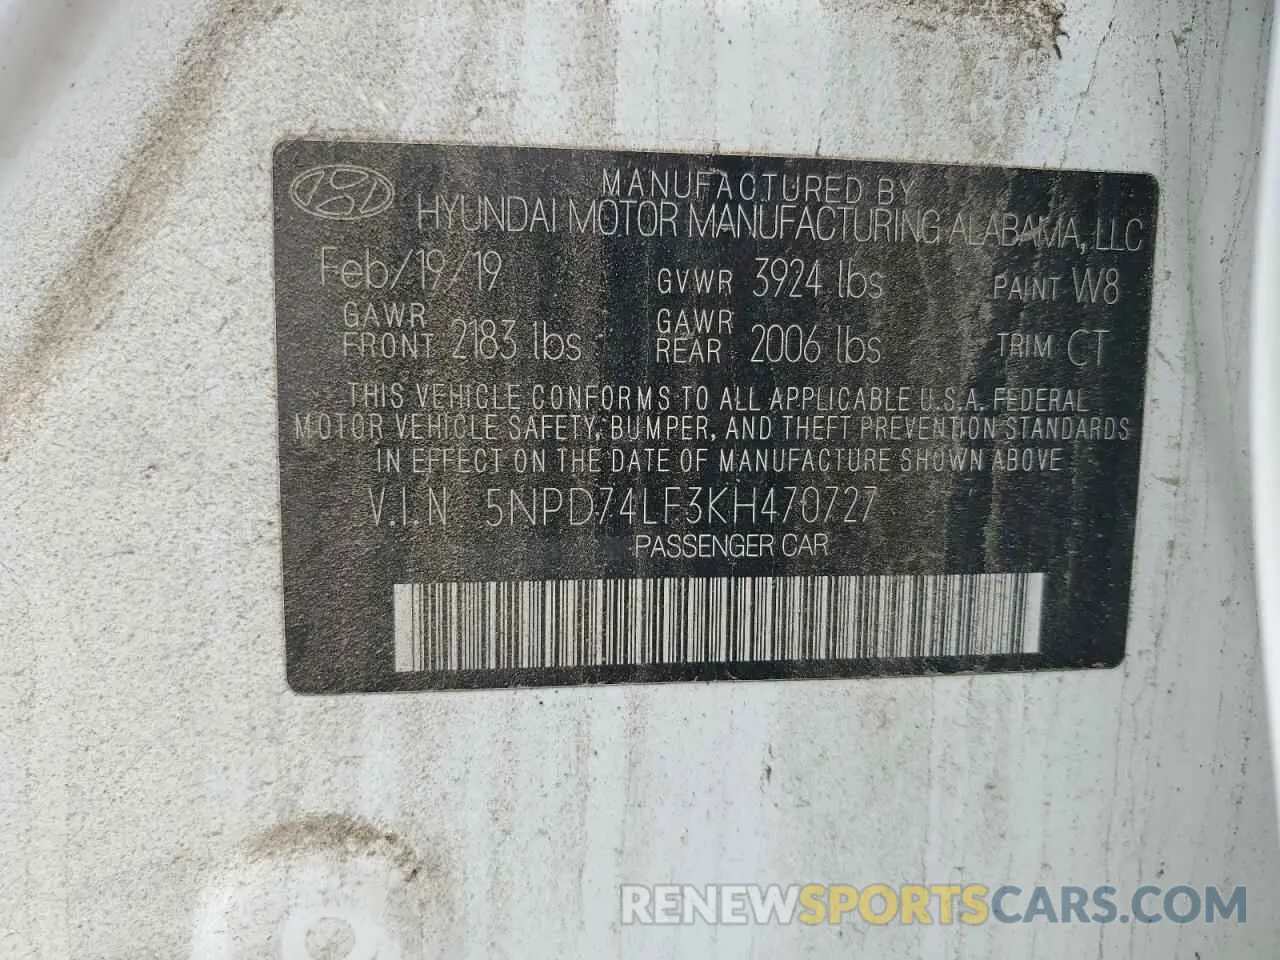 MANUFACTURED BY
HYUNDAI MOTOR MANUFACTURING ALABAMA, LLC
Feb/19/19 GVWR 3924 lbs PAINT W8
GAWR FRONT 2183 lbs GAWR REAR 2006 lbs TRIM CT
THIS VEHICLE CONFORMS TO ALL APPLICABLE U.S.A. FEDERAL
MOTOR VEHICLE SAFETY, BUMPER, AND THEFT PREVENTION STANDARDS
IN EFFECT ON THE DATE OF MANUFACTURE SHOWN ABOVE
V.I.N 5NPD74LF3KH470727
PASSENGER CAR
RENEWSPORTSCARS.COM